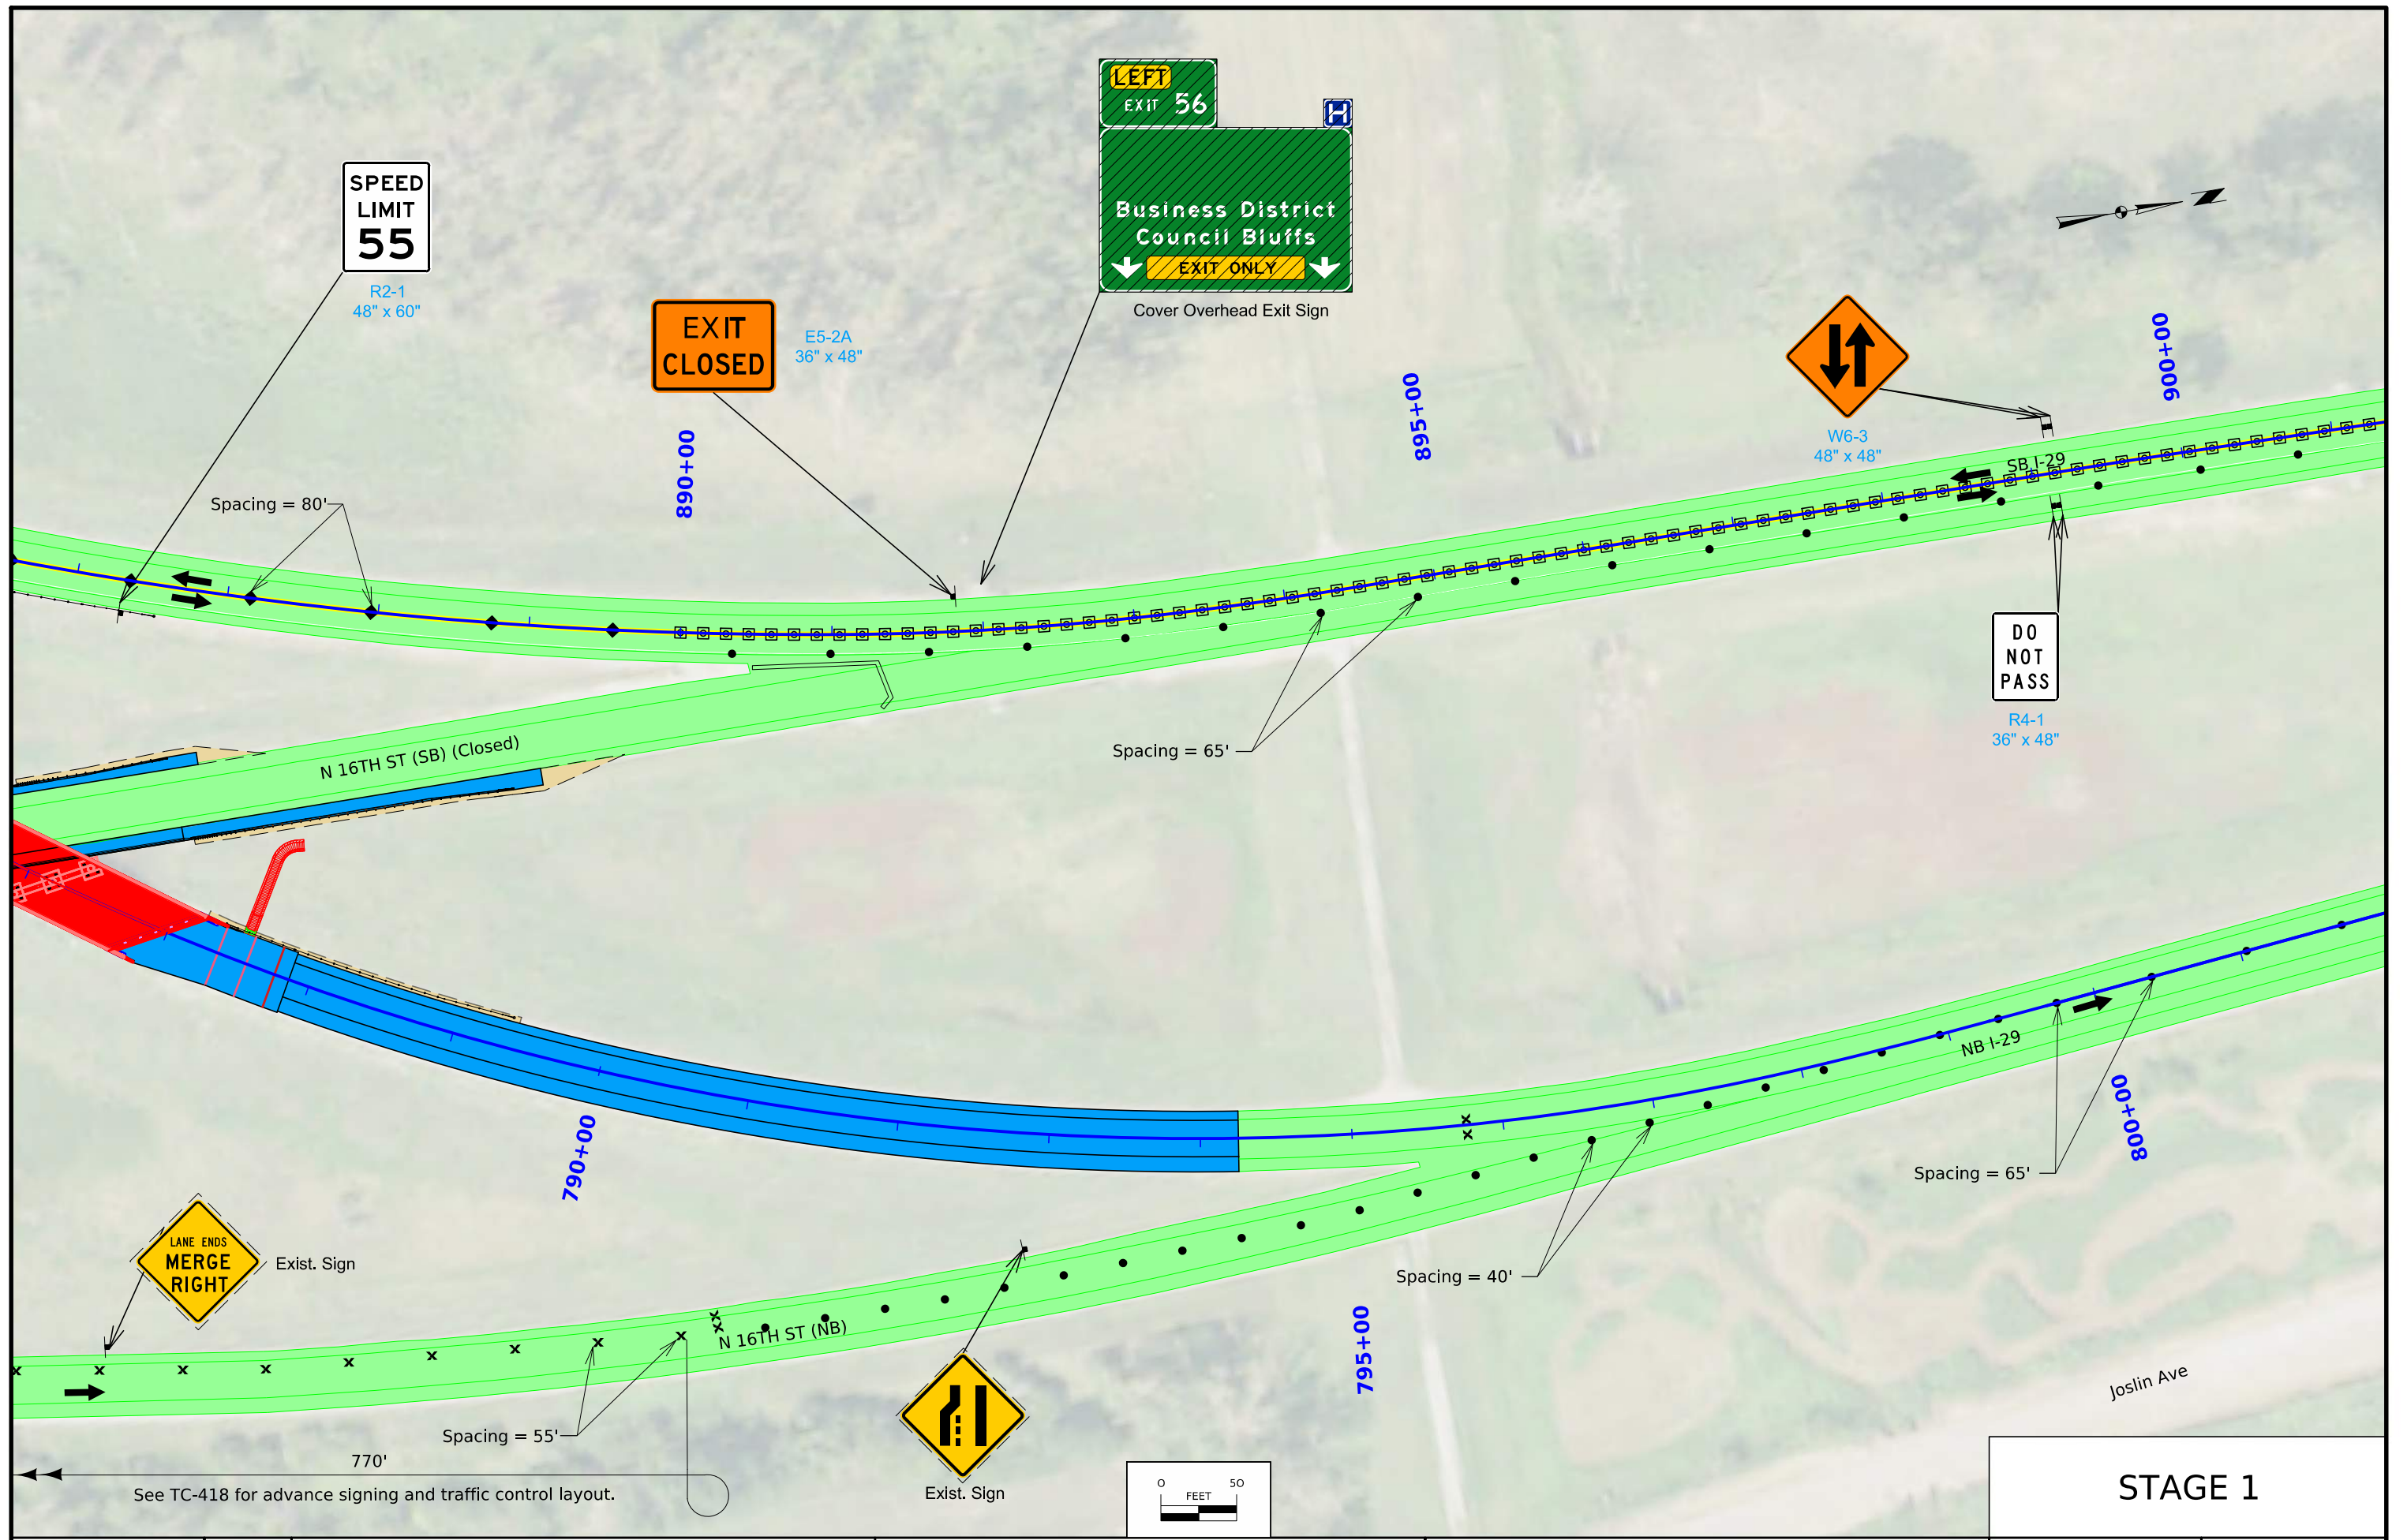 LEFT
EXIT 56
H
Business District
Council Bluffs
EXIT ONLY
Cover Overhead Exit Sign
SPEED
LIMIT
55
R2-1
48" x 60"
EXIT
CLOSED
E5-2A
36" x 48"
W6-3
48" x 48"
900+00
895+00
890+00
SB I-29
Spacing = 80'
DO
NOT
PASS
R4-1
36" x 48"
Spacing = 65'
N 16TH ST (SB) (Closed)
NB I-29
800+00
790+00
Spacing = 65'
LANE ENDS
MERGE
RIGHT
Exist. Sign
Spacing = 40'
N 16TH ST (NB)
795+00
Joslin Ave
Spacing = 55'
770'
See TC-418 for advance signing and traffic control layout.
Exist. Sign
0 50
FEET
STAGE 1